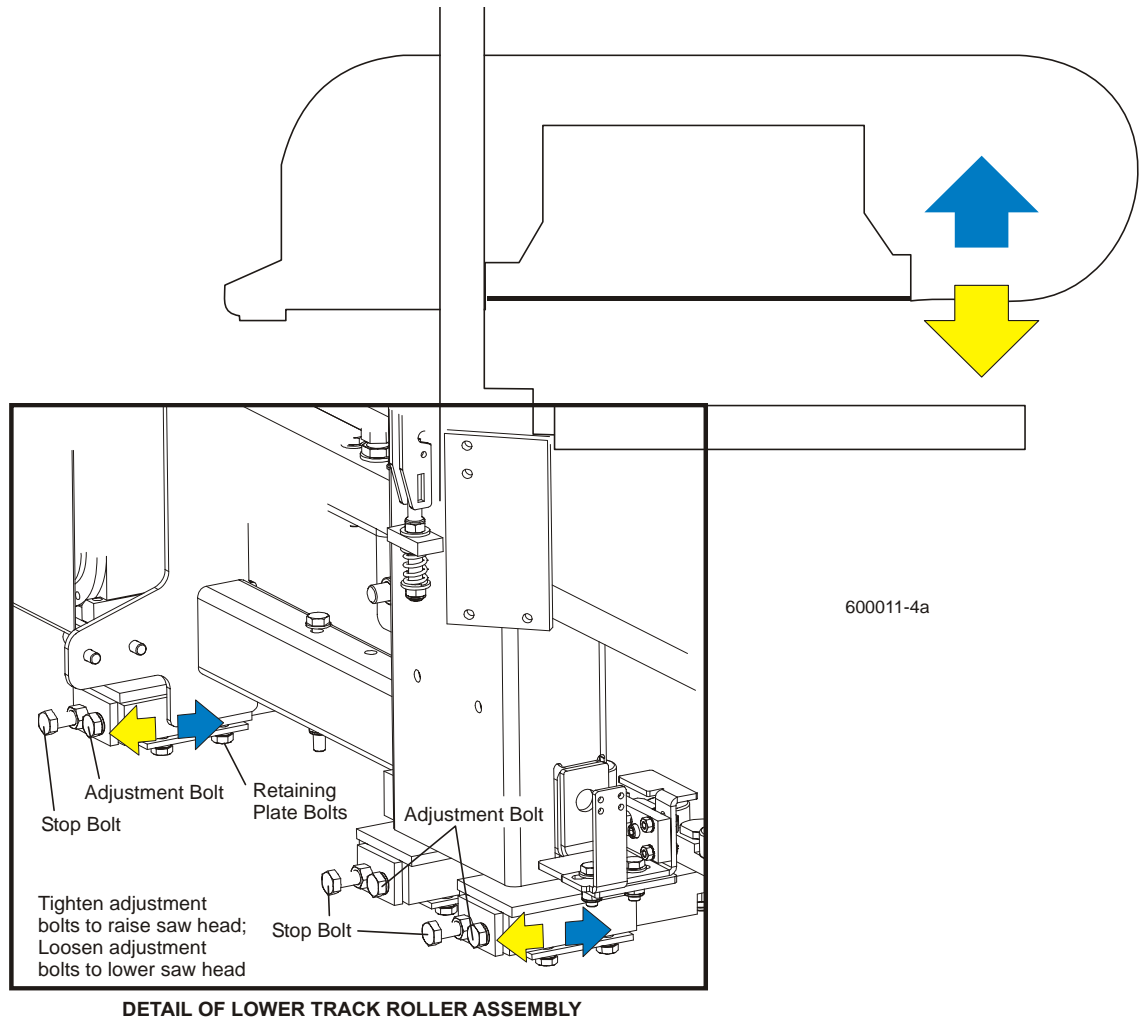 600011-4a
Adjustment Bolt
Stop Bolt
Retaining
Plate Bolts
Adjustment Bolt
Stop Bolt
Tighten adjustment
bolts to raise saw head;
Loosen adjustment
bolts to lower saw head
DETAIL OF LOWER TRACK ROLLER ASSEMBLY